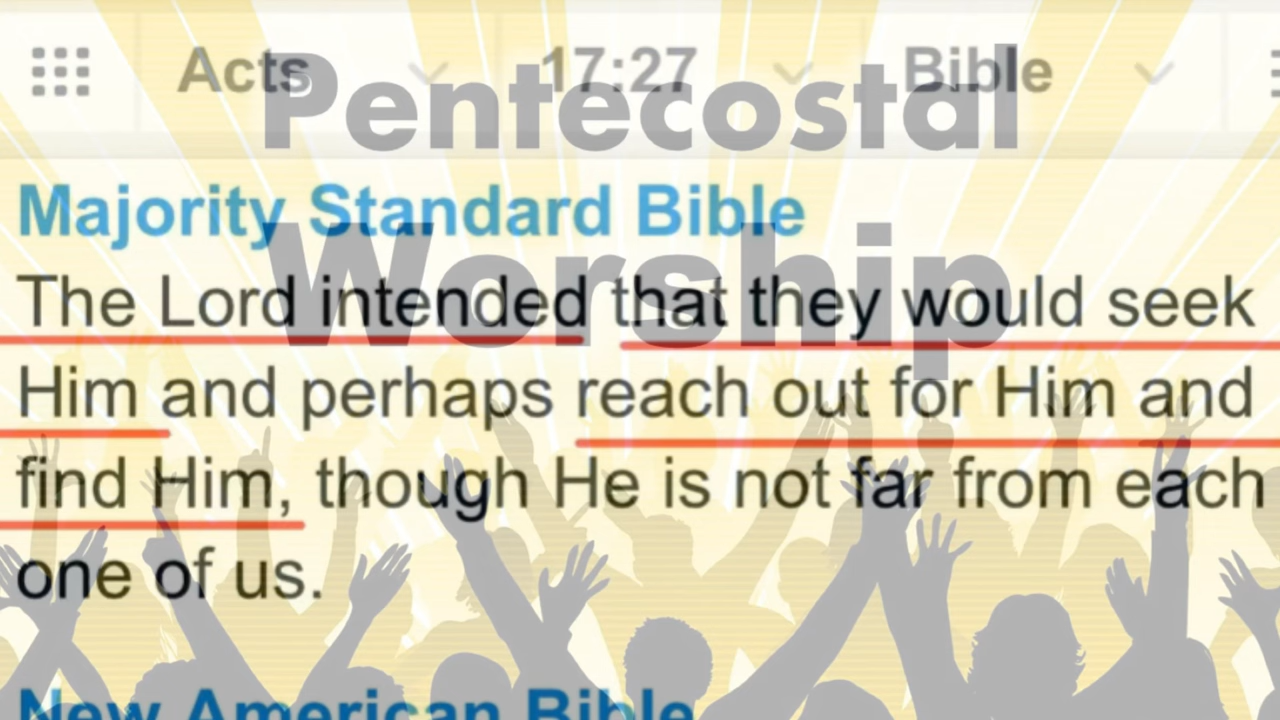 Acts 17:27 Bible
Pentecostal
Majority Standard Bible
Worship
The Lord intended that they would seek
Him and perhaps reach out for Him and
find Him, though He is not far from each
one of us.
New American Bible